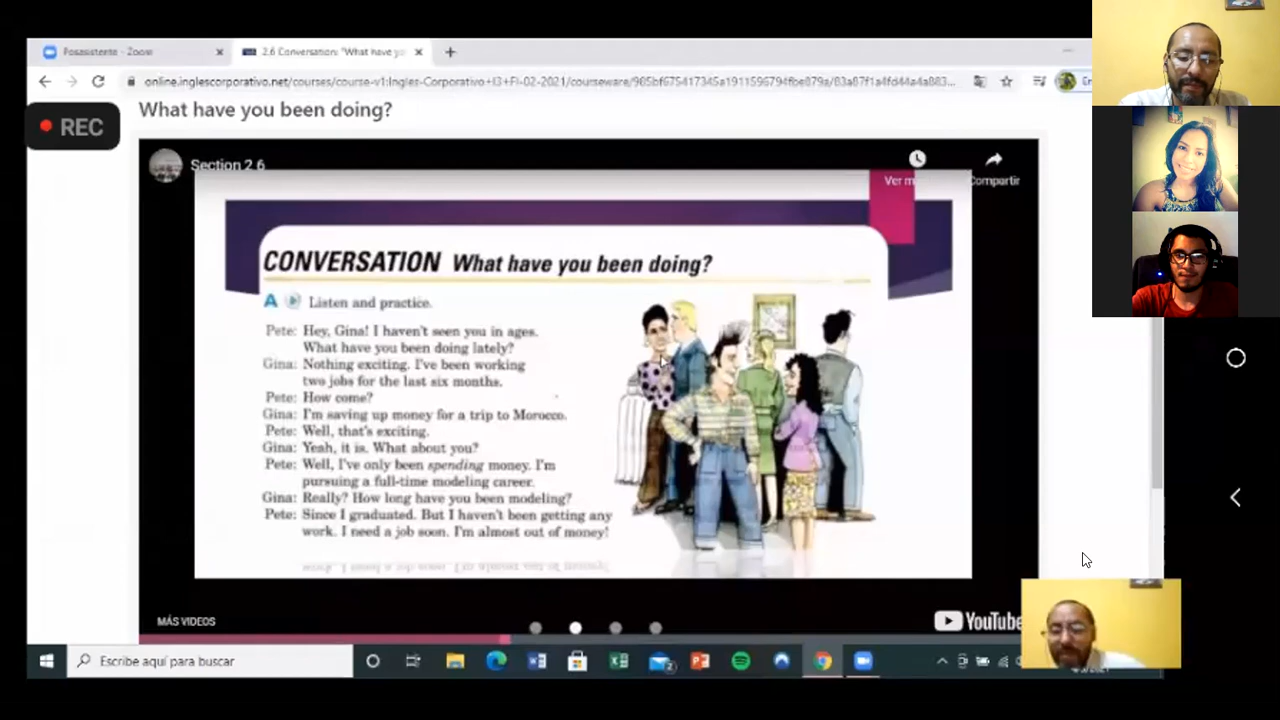 Posasistente - Zoom
2.6 Conversation: "What have yo
online.inglescorporativo.net/courses/course-v1:Ingles-Corporativo+I3+FI-02-2021/courseware/
What have you been doing?
REC
Section 2.6
Ver m
Compartir
CONVERSATION What have you been doing?
A Listen and practice.
Pete: Hey, Gina! I haven't seen you in ages.
What have you been doing lately?
Gina: Nothing exciting. I've been working
two jobs for the last six months.
Pete: How come?
Gina: I'm saving up money for a trip to Morocco.
Pete: Well, that's exciting.
Gina: Yeah, it is. What about you?
Pete: Well, I've only been spending money. I'm
pursuing a full-time modeling career.
Gina: Really? How long have you been modeling?
Pete: Since I graduated. But I haven't been getting any
work. I need a job soon. I'm almost out of money!
MÁS VIDEOS
YouTube
Escribe aquí para buscar